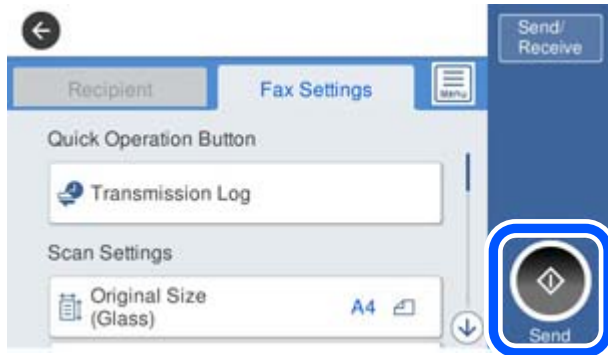 Send/
Receive
Recipient
Fax Settings
Menu
Quick Operation Button
Transmission Log
Scan Settings
Original Size
(Glass)
A4
Send